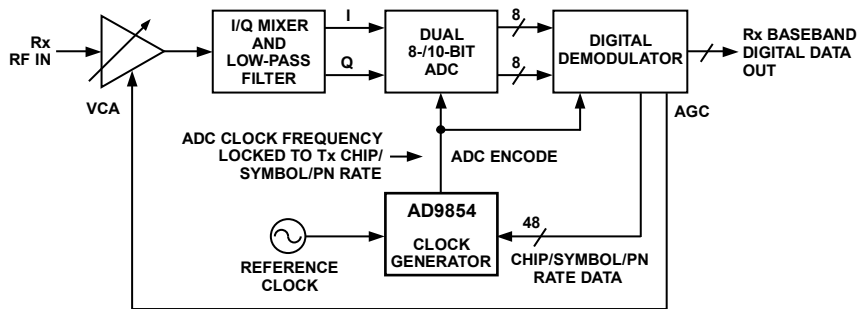 Rx
RF IN
VCA
I/Q MIXER
AND
LOW-PASS
FILTER
I
Q
DUAL
8-/10-BIT
ADC
8
8
DIGITAL
DEMODULATOR
Rx BASEBAND
DIGITAL DATA
OUT
AGC
ADC CLOCK FREQUENCY
LOCKED TO Tx CHIP/
SYMBOL/PN RATE
ADC ENCODE
AD9854
CLOCK
GENERATOR
48
CHIP/SYMBOL/PN
RATE DATA
REFERENCE
CLOCK